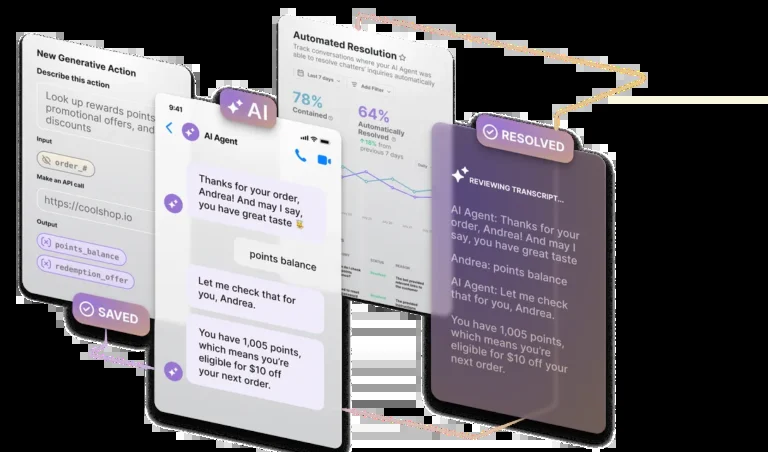 New Generative Action
Describe this action
Look up rewards points
promotional offers, and
discounts
Input
order_#
Make an API call
https://coolshop.io
Output
points_balance
redemption_offer
SAVED
9:41
AI
AI Agent
Thanks for your order,
Andrea! And may I say,
you have great taste 😇
points balance
Let me check that for
you, Andrea.
You have 1,005 points,
which means you're
eligible for $10 off
your next order.
Automated Resolution
Track conversations where your AI Agent was
able to resolve chatters' inquiries automatically
Last 7 days
Add Filter
78%
Contained
64%
Automatically
Resolved
+18% from
previous 7 days
RESOLVED
REVIEWING TRANSCRIPT...
AI Agent: Thanks for your
order, Andrea! And may I
say, you have great taste
Andrea: points balance
AI Agent: Let me check
that for you, Andrea.
You have 1,005 points,
which means you're
eligible for $10 off your
next order.